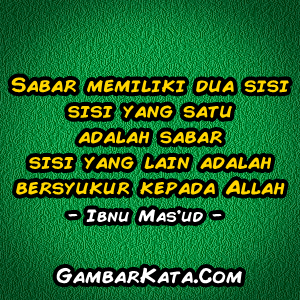 Sabar memiliki dua sisi
sisi yang satu
adalah sabar
sisi yang lain adalah
bersyukur kepada Allah
- Ibnu Mas'ud -
GambarKata.Com